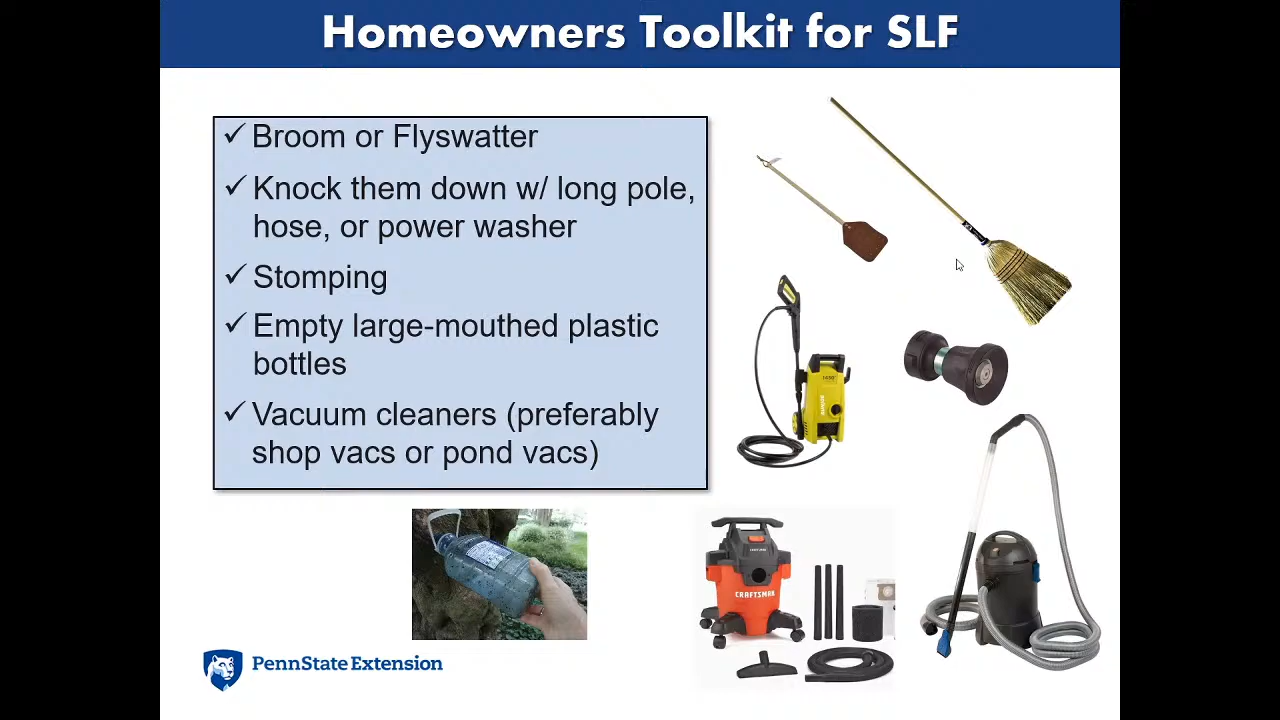 Homeowners Toolkit for SLF
✓ Broom or Flyswatter
✓ Knock them down w/ long pole,
hose, or power washer
✓ Stomping
✓ Empty large-mouthed plastic
bottles
✓ Vacuum cleaners (preferably
shop vacs or pond vacs)
CRAFTSMAN
PennState Extension